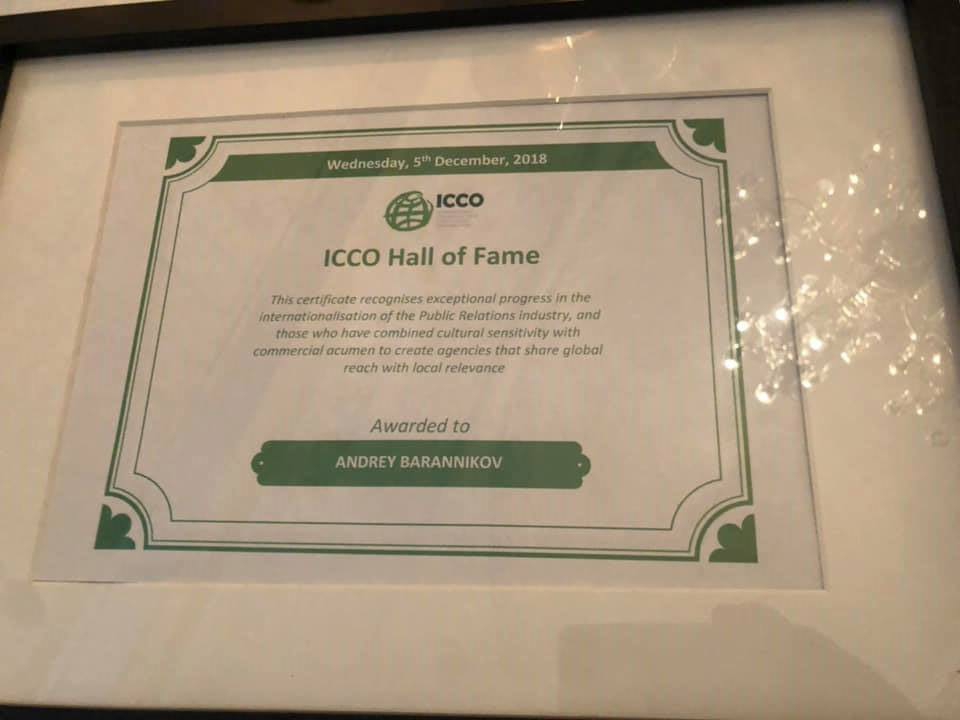 Wednesday, 5th December, 2018
ICCO
ICCO Hall of Fame
This certificate recognises exceptional progress in the
internationalisation of the Public Relations industry, and
those who have combined cultural sensitivity with
commercial acumen to create agencies that share global
reach with local relevance
Awarded to
ANDREY BARANNIKOV